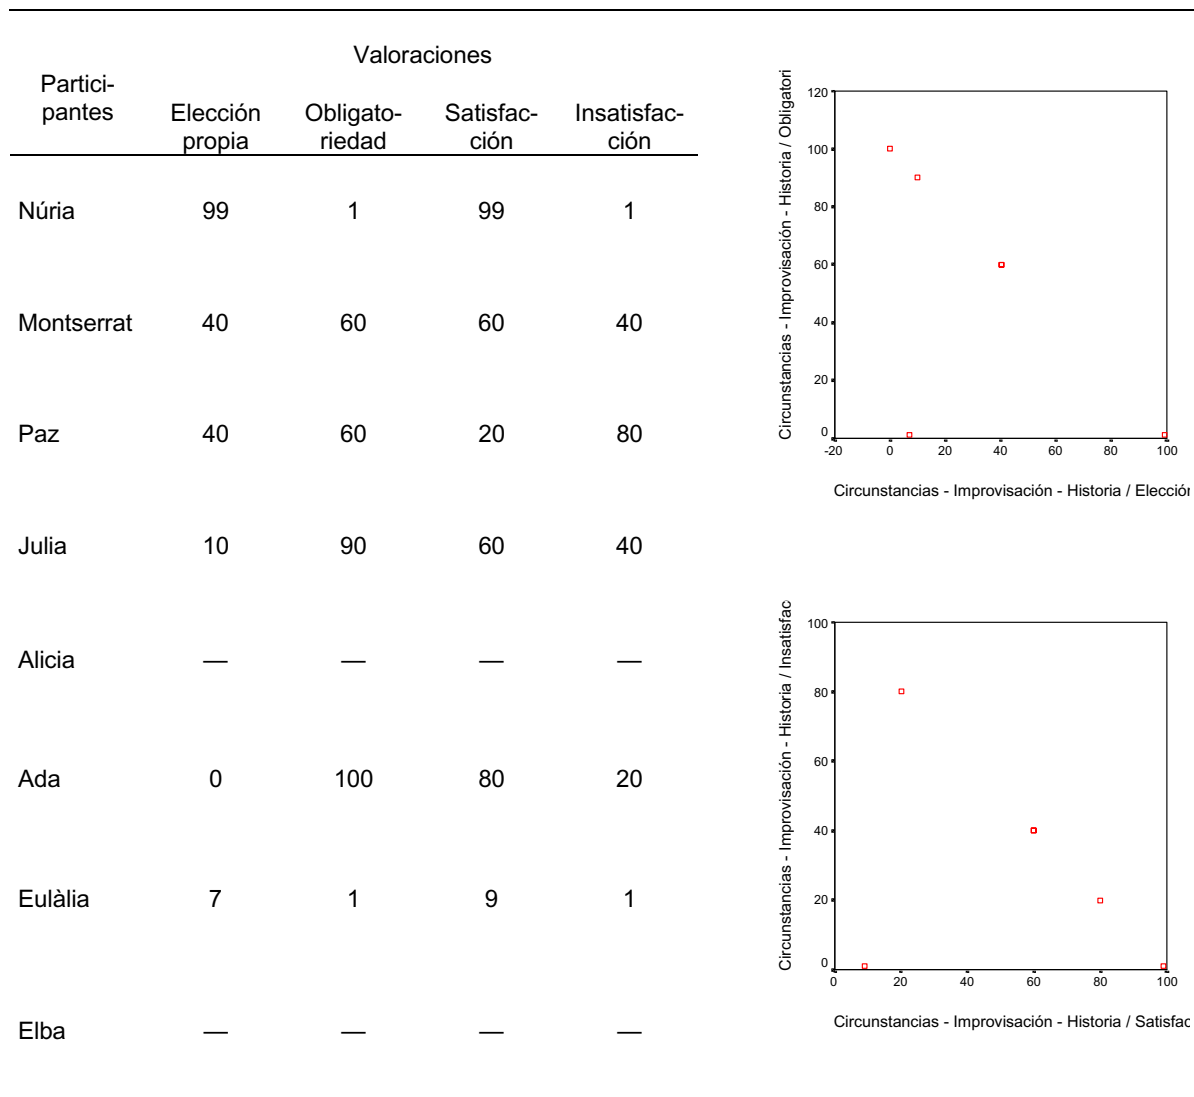 Valoraciones
Partici-
pantes
Elección
propia
Obligato-
riedad
Satisfac-
ción
Insatisfac-
ción
Núria 99 1 99 1
Montserrat 40 60 60 40
Paz 40 60 20 80
Julia 10 90 60 40
Alicia — — — —
Ada 0 100 80 20
Eulàlia 7 1 9 1
Elba — — — —
Circunstancias - Improvisación - Historia / Obligatori
120
100
80
60
40
20
0
-20 0 20 40 60 80 100
Circunstancias - Improvisación - Historia / Elección
Circunstancias - Improvisación - Historia / Insatisfac
100
80
60
40
20
0
0 20 40 60 80 100
Circunstancias - Improvisación - Historia / Satisfac